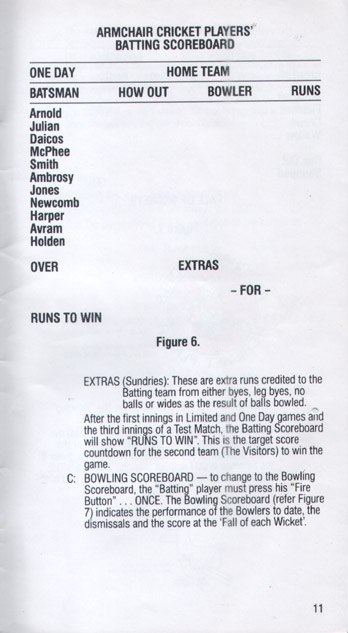 ARMCHAIR CRICKET PLAYERS'
BATTING SCOREBOARD
ONE DAY HOME TEAM
BATSMAN HOW OUT BOWLER RUNS
Arnold
Julian
Daicos
McPhee
Smith
Ambrosy
Jones
Newcomb
Harper
Avram
Holden
OVER EXTRAS
– FOR –
RUNS TO WIN
Figure 6.
EXTRAS (Sundries): These are extra runs credited to the
Batting team from either byes, leg byes, no
balls or wides as the result of balls bowled.
After the first innings in Limited and One Day games and
the third innings of a Test Match, the Batting Scoreboard
will show "RUNS TO WIN". This is the target score
countdown for the second team (The Visitors) to win the
game.
C: BOWLING SCOREBOARD — to change to the Bowling
Scoreboard, the "Batting" player must press his "Fire
Button" . . . ONCE. The Bowling Scoreboard (refer Figure
7) indicates the performance of the Bowlers to date, the
dismissals and the score at the 'Fall of each Wicket'.
11